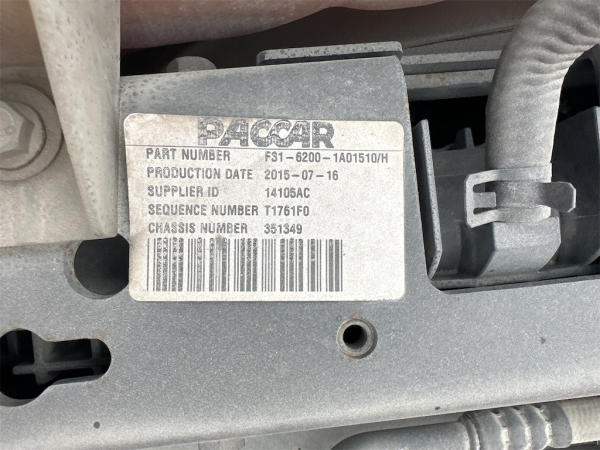 PACCAR
PART NUMBER F31-6200-1A01510/H
PRODUCTION DATE 2015-07-16
SUPPLIER ID 14105AC
SEQUENCE NUMBER T1761F0
CHASSIS NUMBER 351349